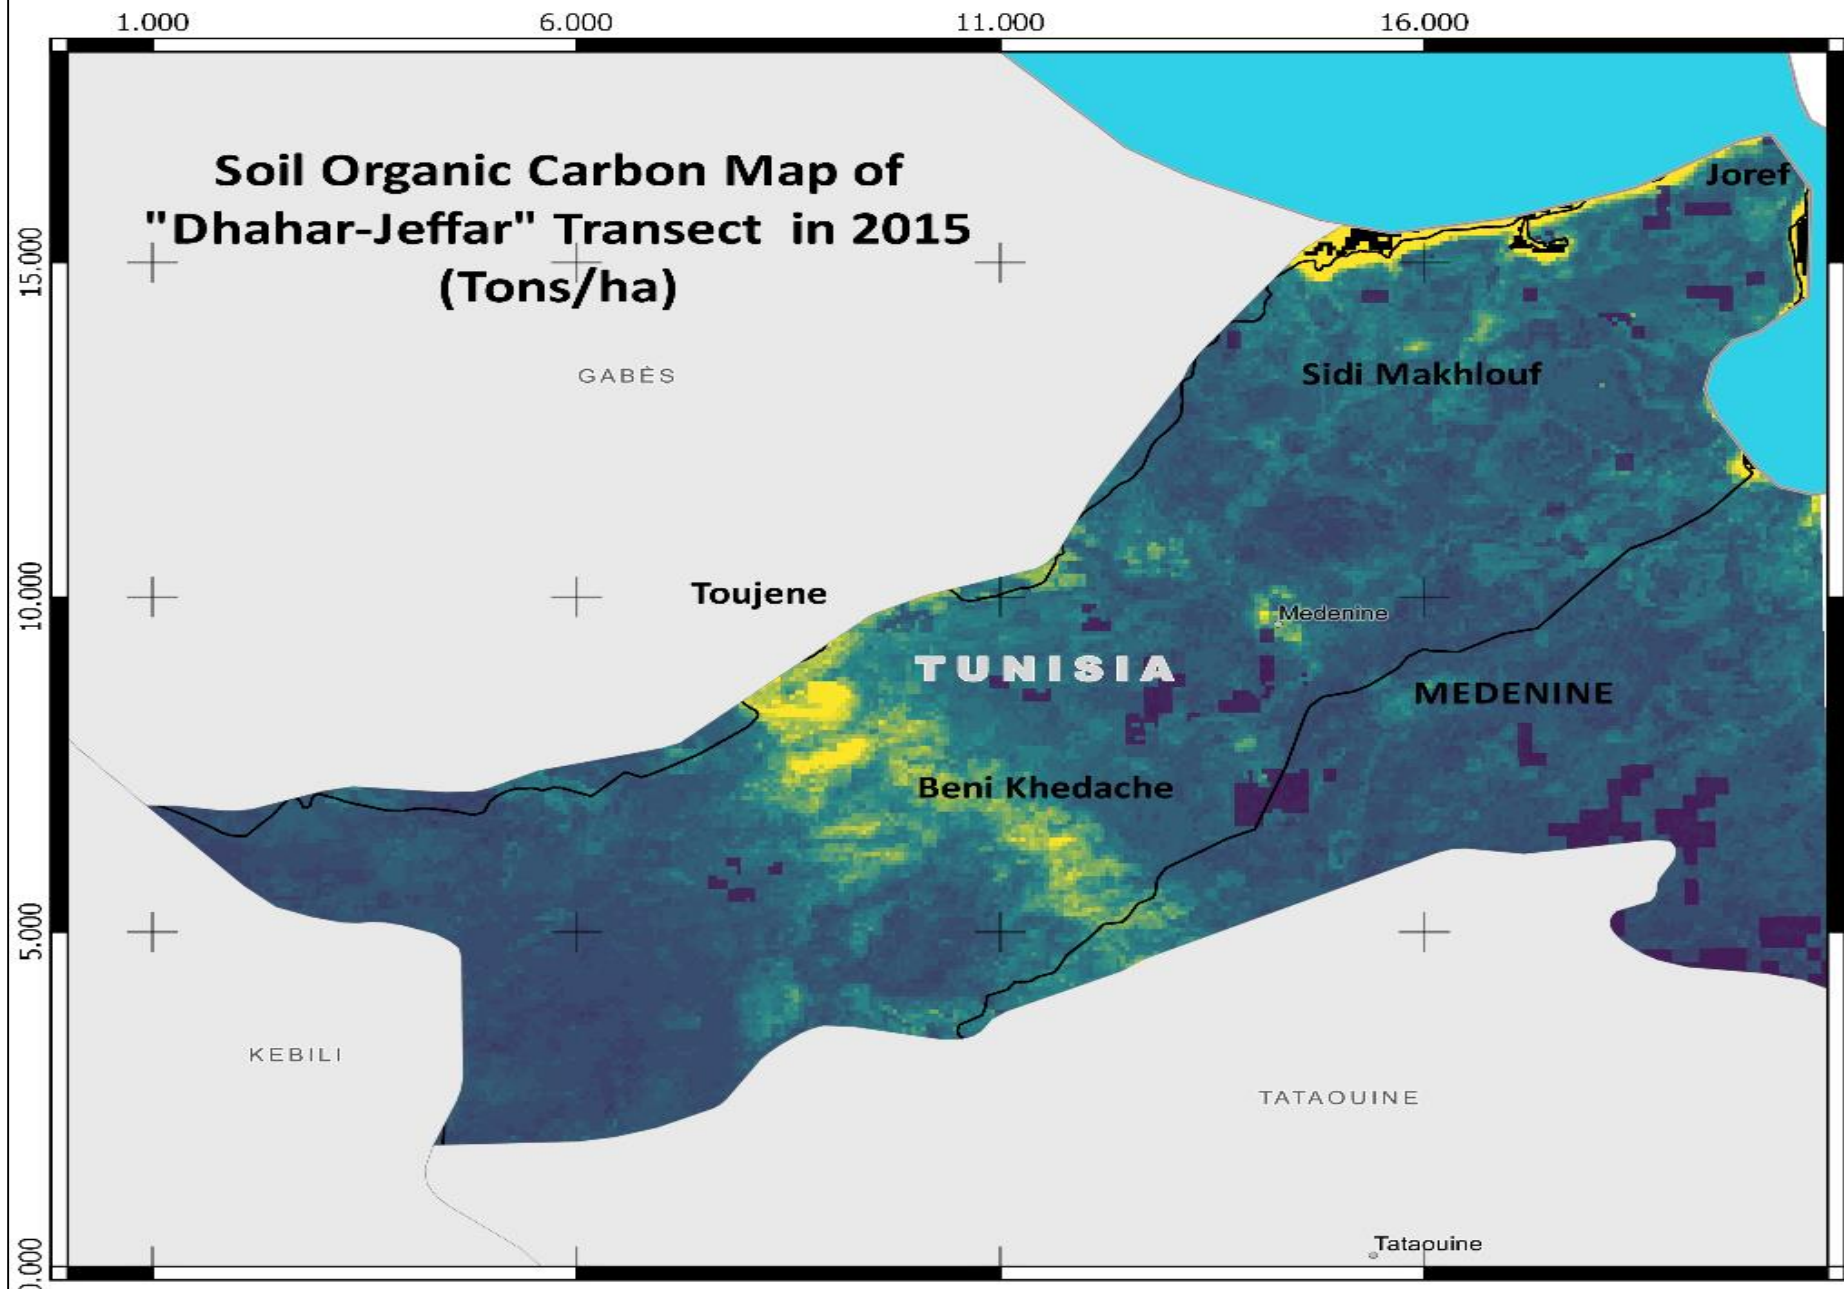 1.000 6.000 11.000 16.000
Soil Organic Carbon Map of
"Dhahar-Jeffar" Transect in 2015
(Tons/ha)
Joref
15.000
GABÈS
Sidi Makhlouf
10.000
Toujene
Medenine
TUNISIA
MEDENINE
Beni Khedache
5.000
KEBILI
TATAOUINE
Tataouine